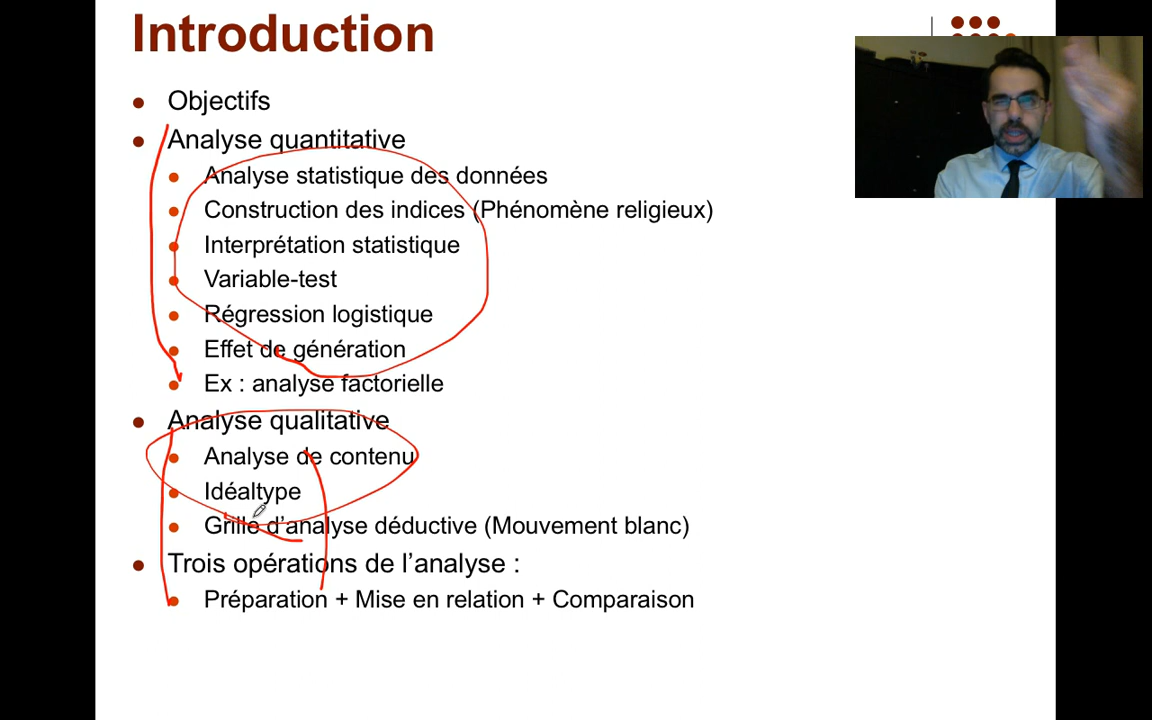 Introduction
Objectifs
Analyse quantitative
Analyse statistique des données
Construction des indices (Phénomène religieux)
Interprétation statistique
Variable-test
Régression logistique
Effet de génération
Ex : analyse factorielle
Analyse qualitative
Analyse de contenu
Idéaltype
Grille d’analyse déductive (Mouvement blanc)
Trois opérations de l’analyse :
Préparation + Mise en relation + Comparaison